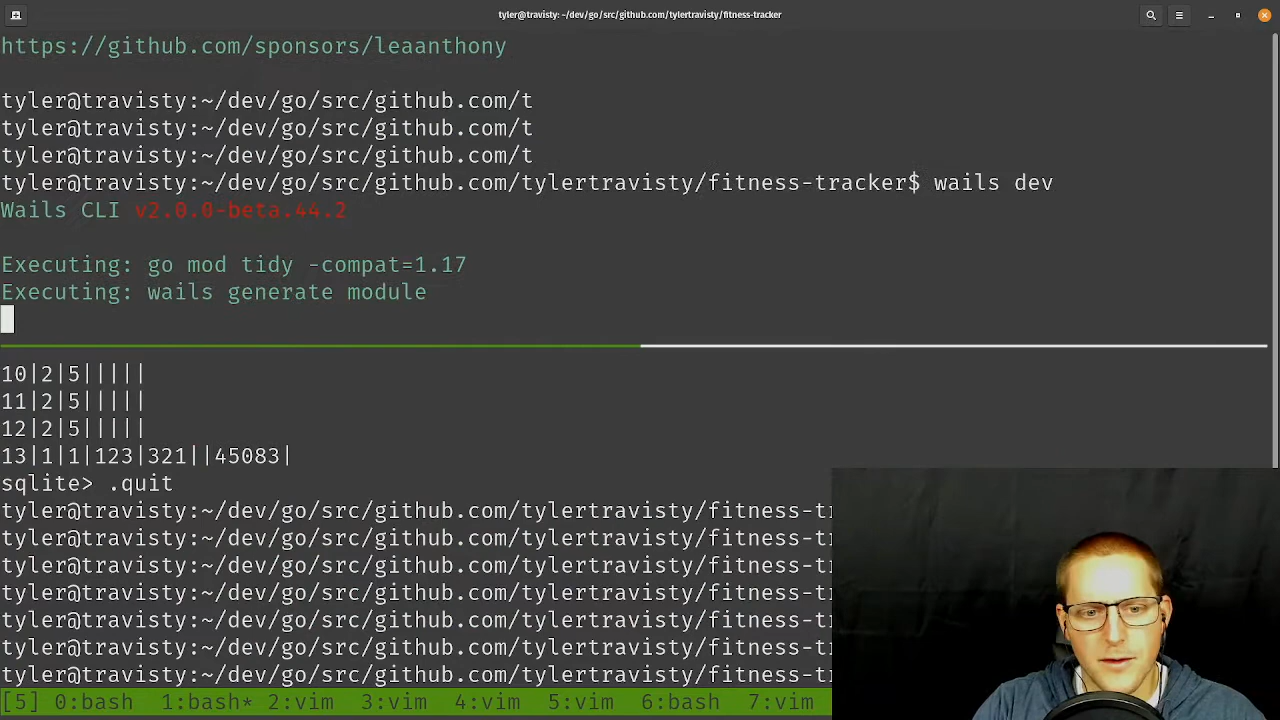 tyler@travisty: ~/dev/go/src/github.com/tylertravisty/fitness-tracker
https://github.com/sponsors/leaanthony
tyler@travisty:~/dev/go/src/github.com/t
tyler@travisty:~/dev/go/src/github.com/t
tyler@travisty:~/dev/go/src/github.com/t
tyler@travisty:~/dev/go/src/github.com/tylertravisty/fitness-tracker$ wails dev
Wails CLI v2.0.0-beta.44.2
Executing: go mod tidy -compat=1.17
Executing: wails generate module
10|2|5|||||
11|2|5|||||
12|2|5|||||
13|1|1|123|321||45083|
sqlite> .quit
tyler@travisty:~/dev/go/src/github.com/tylertravisty/fitness-t
tyler@travisty:~/dev/go/src/github.com/tylertravisty/fitness-t
tyler@travisty:~/dev/go/src/github.com/tylertravisty/fitness-t
tyler@travisty:~/dev/go/src/github.com/tylertravisty/fitness-t
tyler@travisty:~/dev/go/src/github.com/tylertravisty/fitness-t
tyler@travisty:~/dev/go/src/github.com/tylertravisty/fitness-t
tyler@travisty:~/dev/go/src/github.com/tylertravisty/fitness-t
[5] 0:bash 1:bash* 2:vim 3:vim 4:vim 5:vim 6:bash 7:vim